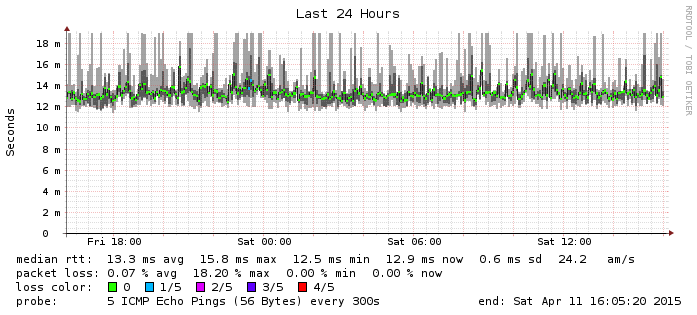 Last 24 Hours
RRDTOOL / TOBI OETIKER
Seconds
18 m
16 m
14 m
12 m
10 m
8 m
6 m
4 m
2 m
0
Fri 18:00 Sat 00:00 Sat 06:00 Sat 12:00
median rtt: 13.3 ms avg 15.8 ms max 12.5 ms min 12.9 ms now 0.6 ms sd 24.2 am/s
packet loss: 0.07 % avg 18.20 % max 0.00 % min 0.00 % now
loss color: 0 1/5 2/5 3/5 4/5
probe: 5 ICMP Echo Pings (56 Bytes) every 300s end: Sat Apr 11 16:05:20 2015